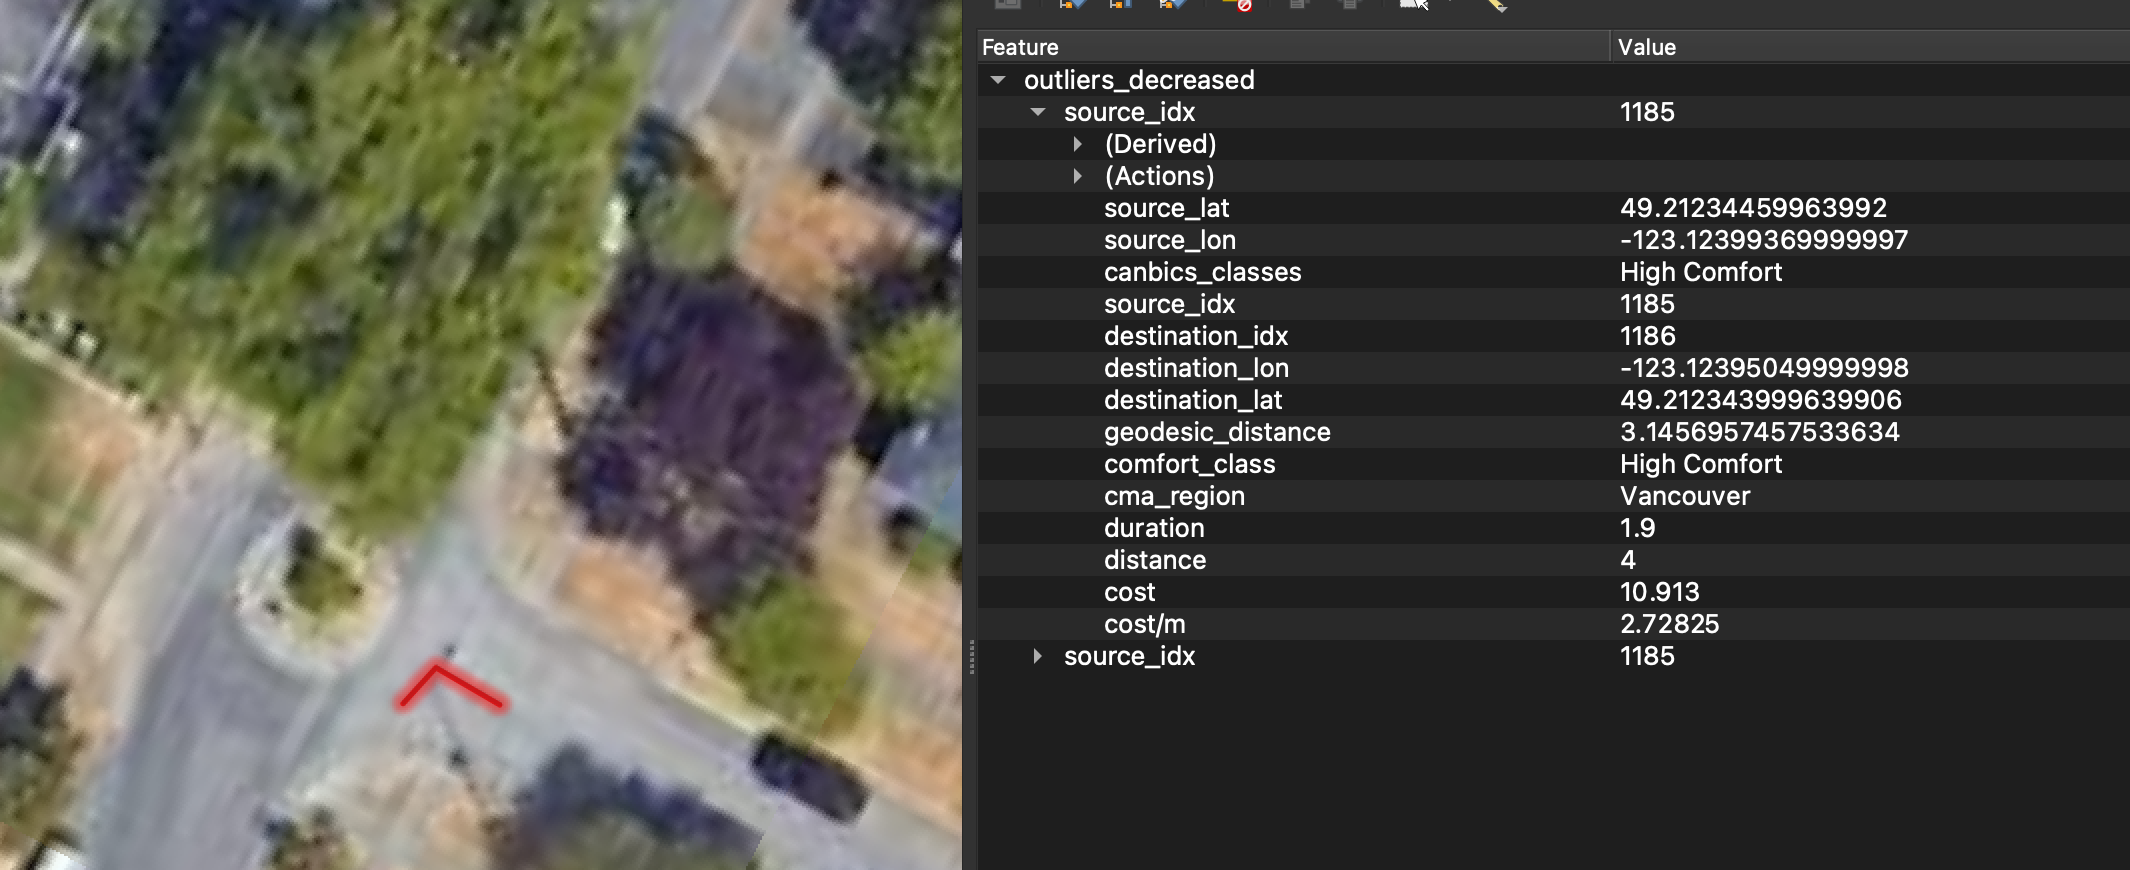 Feature Value
outliers_decreased
source_idx 1185
(Derived)
(Actions)
source_lat 49.21234459963992
source_lon -123.12399369999997
canbics_classes High Comfort
source_idx 1185
destination_idx 1186
destination_lon -123.12395049999998
destination_lat 49.212343999639906
geodesic_distance 3.1456957457533634
comfort_class High Comfort
cma_region Vancouver
duration 1.9
distance 4
cost 10.913
cost/m 2.72825
source_idx 1185